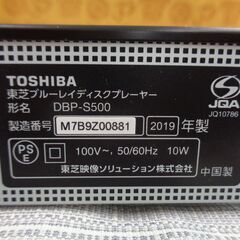 TOSHIBA
東芝ブルーレイディスクプレーヤー
形名 DBP-S500
製造番号 M7B9Z00881 2019 年製
PS E 100V~, 50/60Hz 10W
東芝映像ソリューション株式会社
中国製
JQA
JQ10786